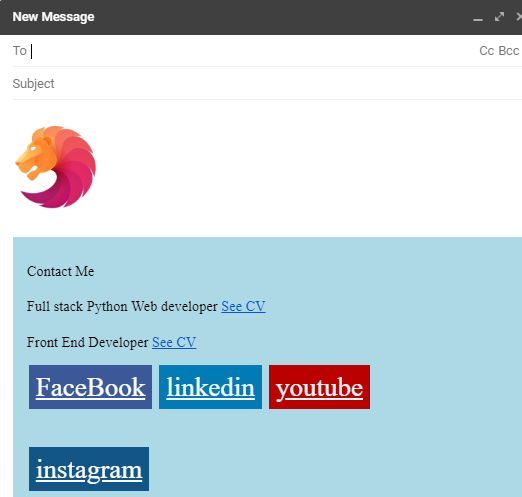 New Message
To Cc Bcc
Subject
Contact Me
Full stack Python Web developer See CV
Front End Developer See CV
FaceBook linkedin youtube
instagram